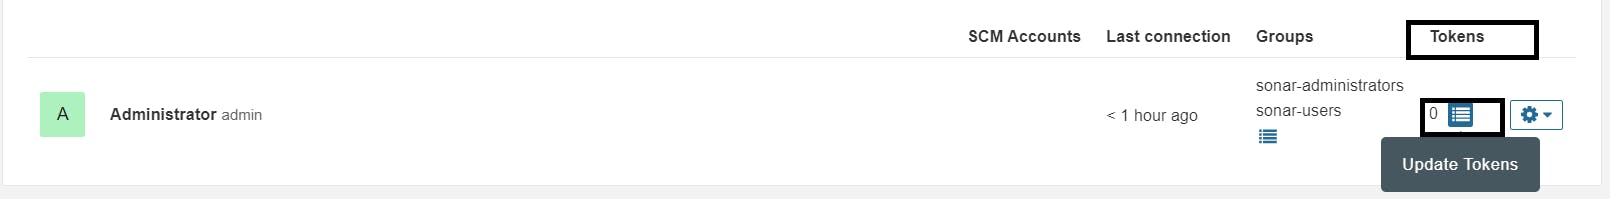 SCM Accounts Last connection Groups Tokens
A Administrator admin < 1 hour ago sonar-administrators 0
sonar-users
Update Tokens